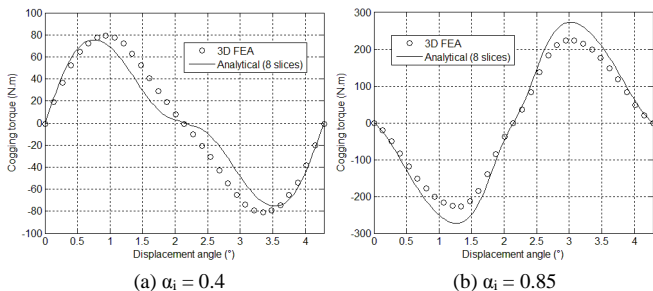 80
60
40
20
0
-20
-40
-60
-80
-100
Cogging torque (N.m)
3D FEA
Analytical (8 slices)
0 0.5 1 1.5 2 2.5 3 3.5 4
Displacement angle (°)
(a) αi = 0.4
300
200
100
0
-100
-200
-300
Cogging torque (N.m)
3D FEA
Analytical (8 slices)
0 0.5 1 1.5 2 2.5 3 3.5 4
Displacement angle (°)
(b) αi = 0.85